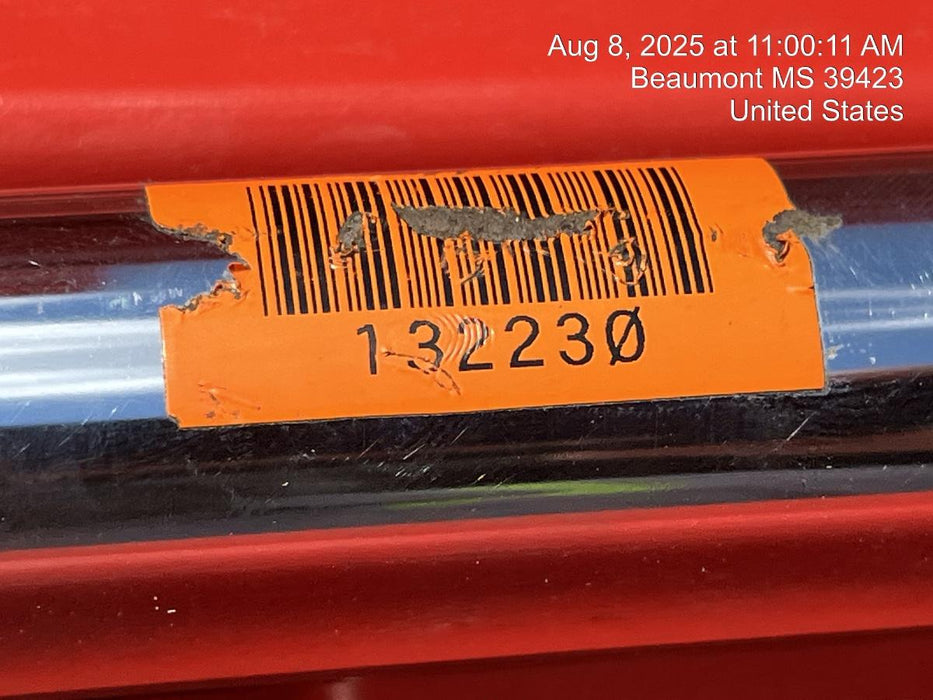 Aug 8, 2025 at 11:00:11 AM
Beaumont MS 39423
United States
132230